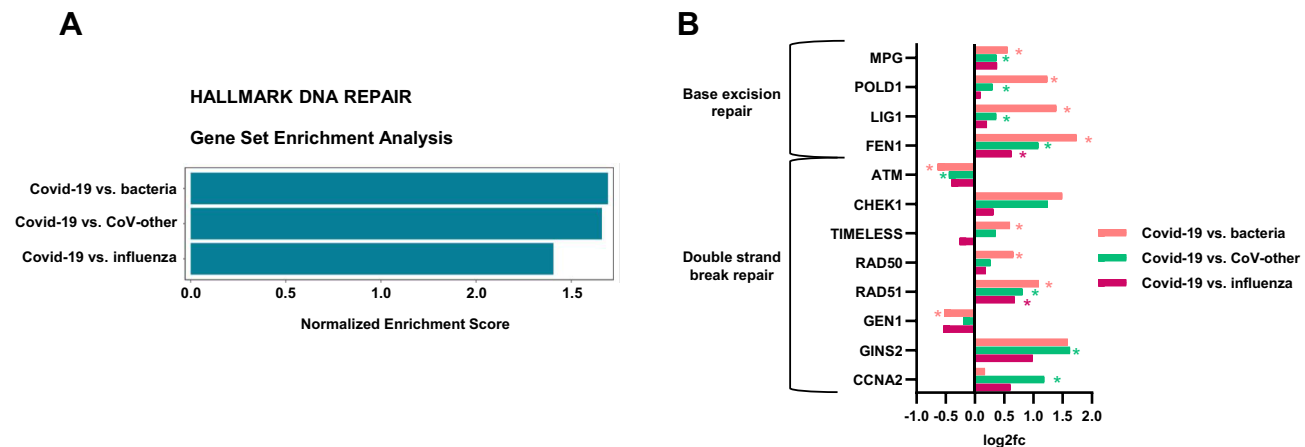 A
HALLMARK DNA REPAIR
Gene Set Enrichment Analysis
Covid-19 vs. bacteria
Covid-19 vs. CoV-other
Covid-19 vs. influenza
0.0 0.5 1.0 2.0 1.5
Normalized Enrichment Score
B
Base excision
repair
Double strand
break repair
MPG
POLD1
LIG1
FEN1
ATM
CHEK1
TIMELESS
RAD50
RAD51
GEN1
GINS2
CCNA2
* * * * * * * * * * * * * * * * * * *
-1.0 -0.5 0.0 0.5 1.0 1.5 2.0
log2fc
Covid-19 vs. bacteria
Covid-19 vs. CoV-other
Covid-19 vs. influenza